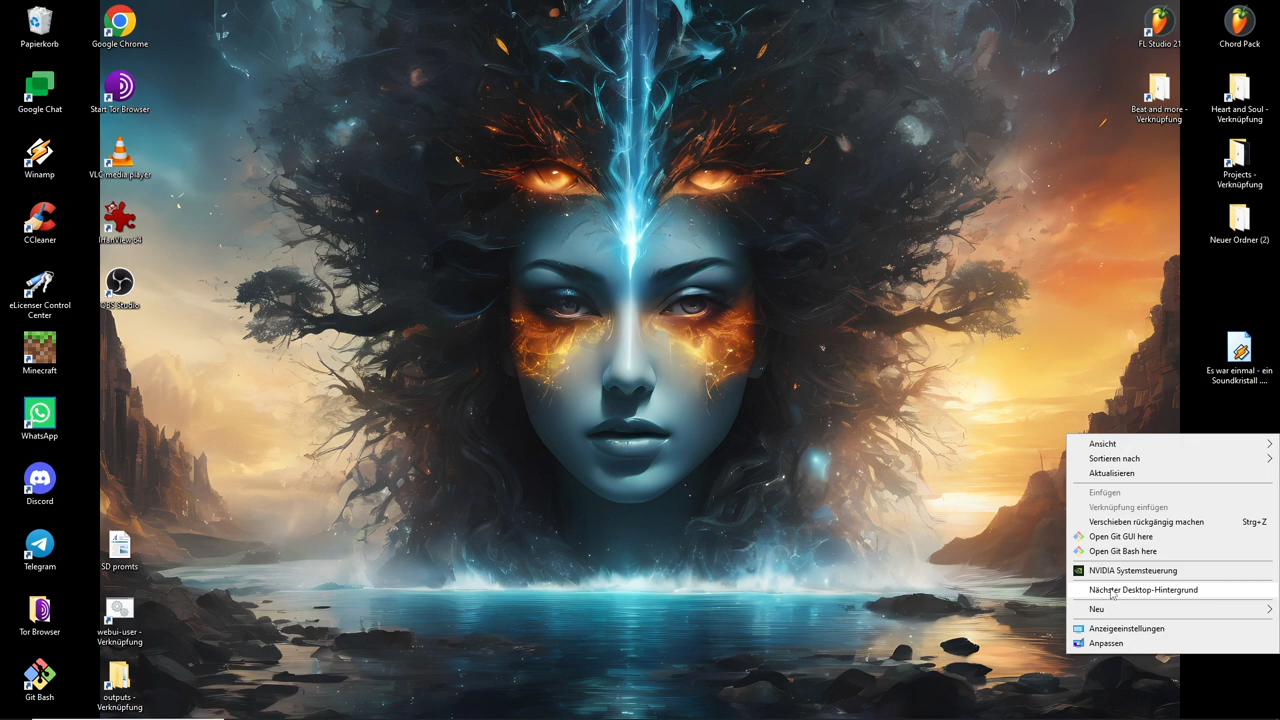 Papierkorb
Google Chrome
Google Chat
Start Tor Browser
Winamp
VLC media player
CCleaner
IrfanView 64
eLicenser Control
Center
OBS Studio
Minecraft
WhatsApp
Discord
Telegram
SD promts
Tor Browser
webui-user -
Verknüpfung
Git Bash
outputs -
Verknüpfung
FL Studio 21
Chord Pack
Beat and more -
Verknüpfung
Heart and Soul -
Verknüpfung
Projects -
Verknüpfung
Neuer Ordner (2)
Es war einmal - ein
Soundkristall ....
Ansicht
Sortieren nach
Aktualisieren
Einfügen
Verknüpfung einfügen
Verschieben rückgängig machen Strg+Z
Open Git GUI here
Open Git Bash here
NVIDIA Systemsteuerung
Nächster Desktop-Hintergrund
Neu
Anzeigeeinstellungen
Anpassen